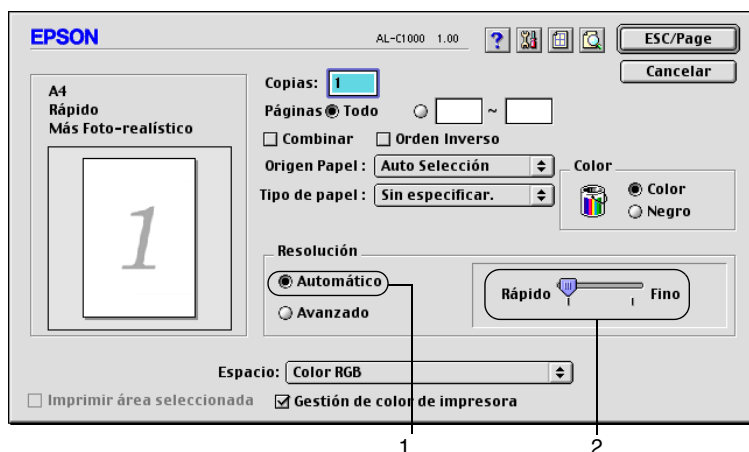 EPSON
AL-C1000 1.00
?
ESC/Page
Cancelar
A4
Rápido
Más Foto-realístico
1
Copias: 1
Páginas Todo ~
Combinar Orden Inverso
Origen Papel : Auto Selección
Tipo de papel : Sin especificar.
Color
Color
Negro
Resolución
Automático
Avanzado
Rápido Fino
Espacio: Color RGB
Imprimir área seleccionada Gestión de color de impresora
1 2